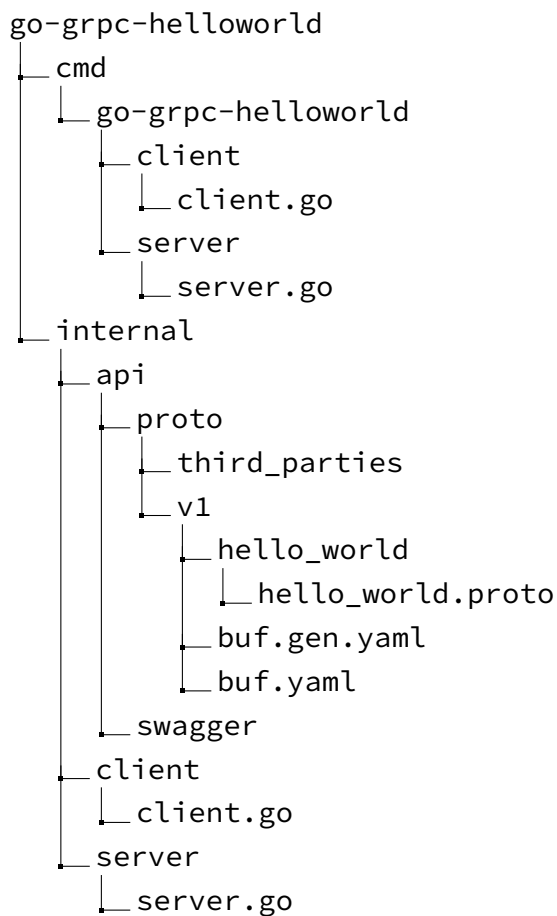 go-grpc-helloworld
cmd
go-grpc-helloworld
client
client.go
server
server.go
internal
api
proto
third_parties
v1
hello_world
hello_world.proto
buf.gen.yaml
buf.yaml
swagger
client
client.go
server
server.go